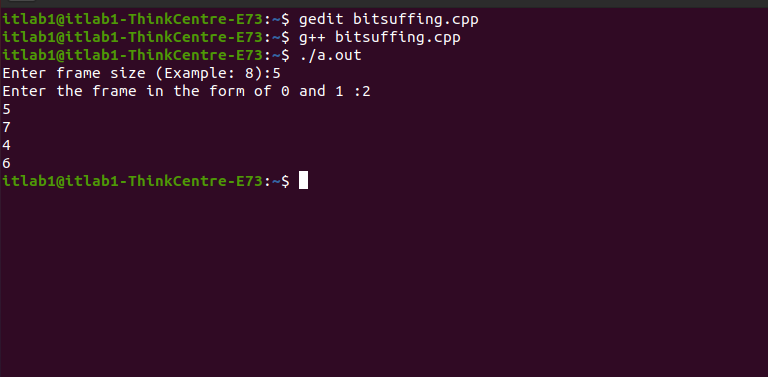 itlab1@itlab1-ThinkCentre-E73:~$ gedit bitsuffing.cpp
itlab1@itlab1-ThinkCentre-E73:~$ g++ bitsuffing.cpp
itlab1@itlab1-ThinkCentre-E73:~$ ./a.out
Enter frame size (Example: 8):5
Enter the frame in the form of 0 and 1 :2
5
7
4
6
itlab1@itlab1-ThinkCentre-E73:~$